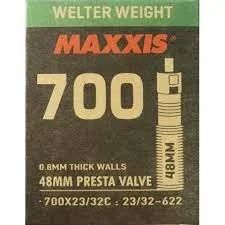 WELTER WEIGHT
MAXXIS®
700
48MM
0.8MM THICK WALLS
48MM PRESTA VALVE
700X23/32C : 23/32-622